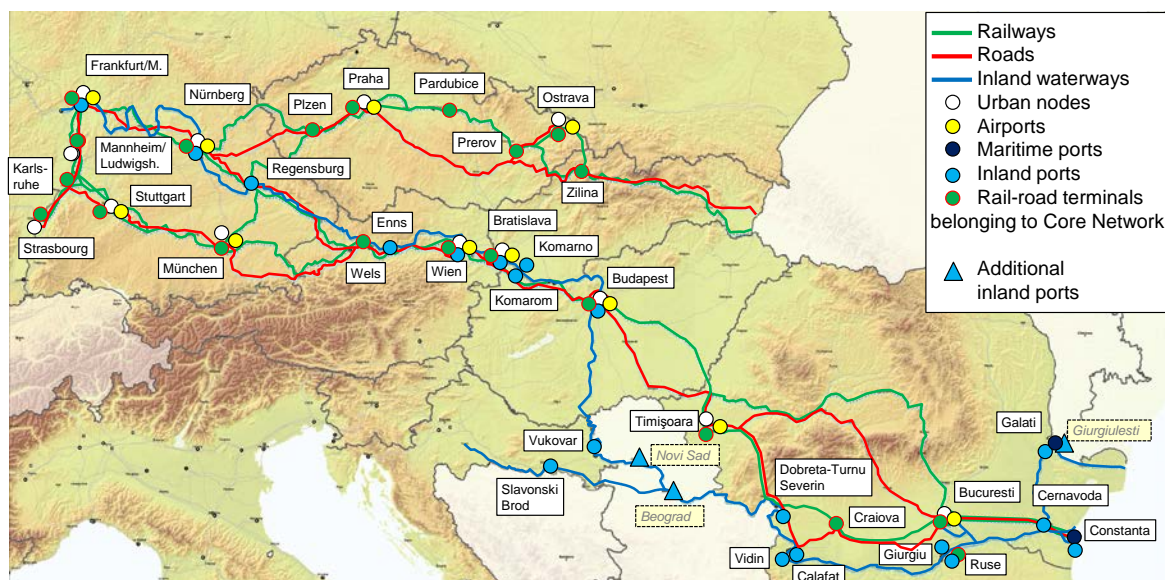 Frankfurt/M.
Nürnberg
Praha
Pardubice
Plzen
Ostrava
Mannheim/
Ludwigsh.
Prerov
Karls-
ruhe
Regensburg
Stuttgart
Zilina
Strasbourg
Enns
Bratislava
Komarno
München
Wels
Wien
Budapest
Komarom
Timişoara
Vukovar
Novi Sad
Galati
Giurgiulesti
Slavonski
Brod
Beograd
Dobreta-Turnu
Severin
Bucuresti
Cernavoda
Craiova
Constanta
Vidin
Calafat
Giurgiu
Ruse
Railways
Roads
Inland waterways
Urban nodes
Airports
Maritime ports
Inland ports
Rail-road terminals
belonging to Core Network
Additional
inland ports